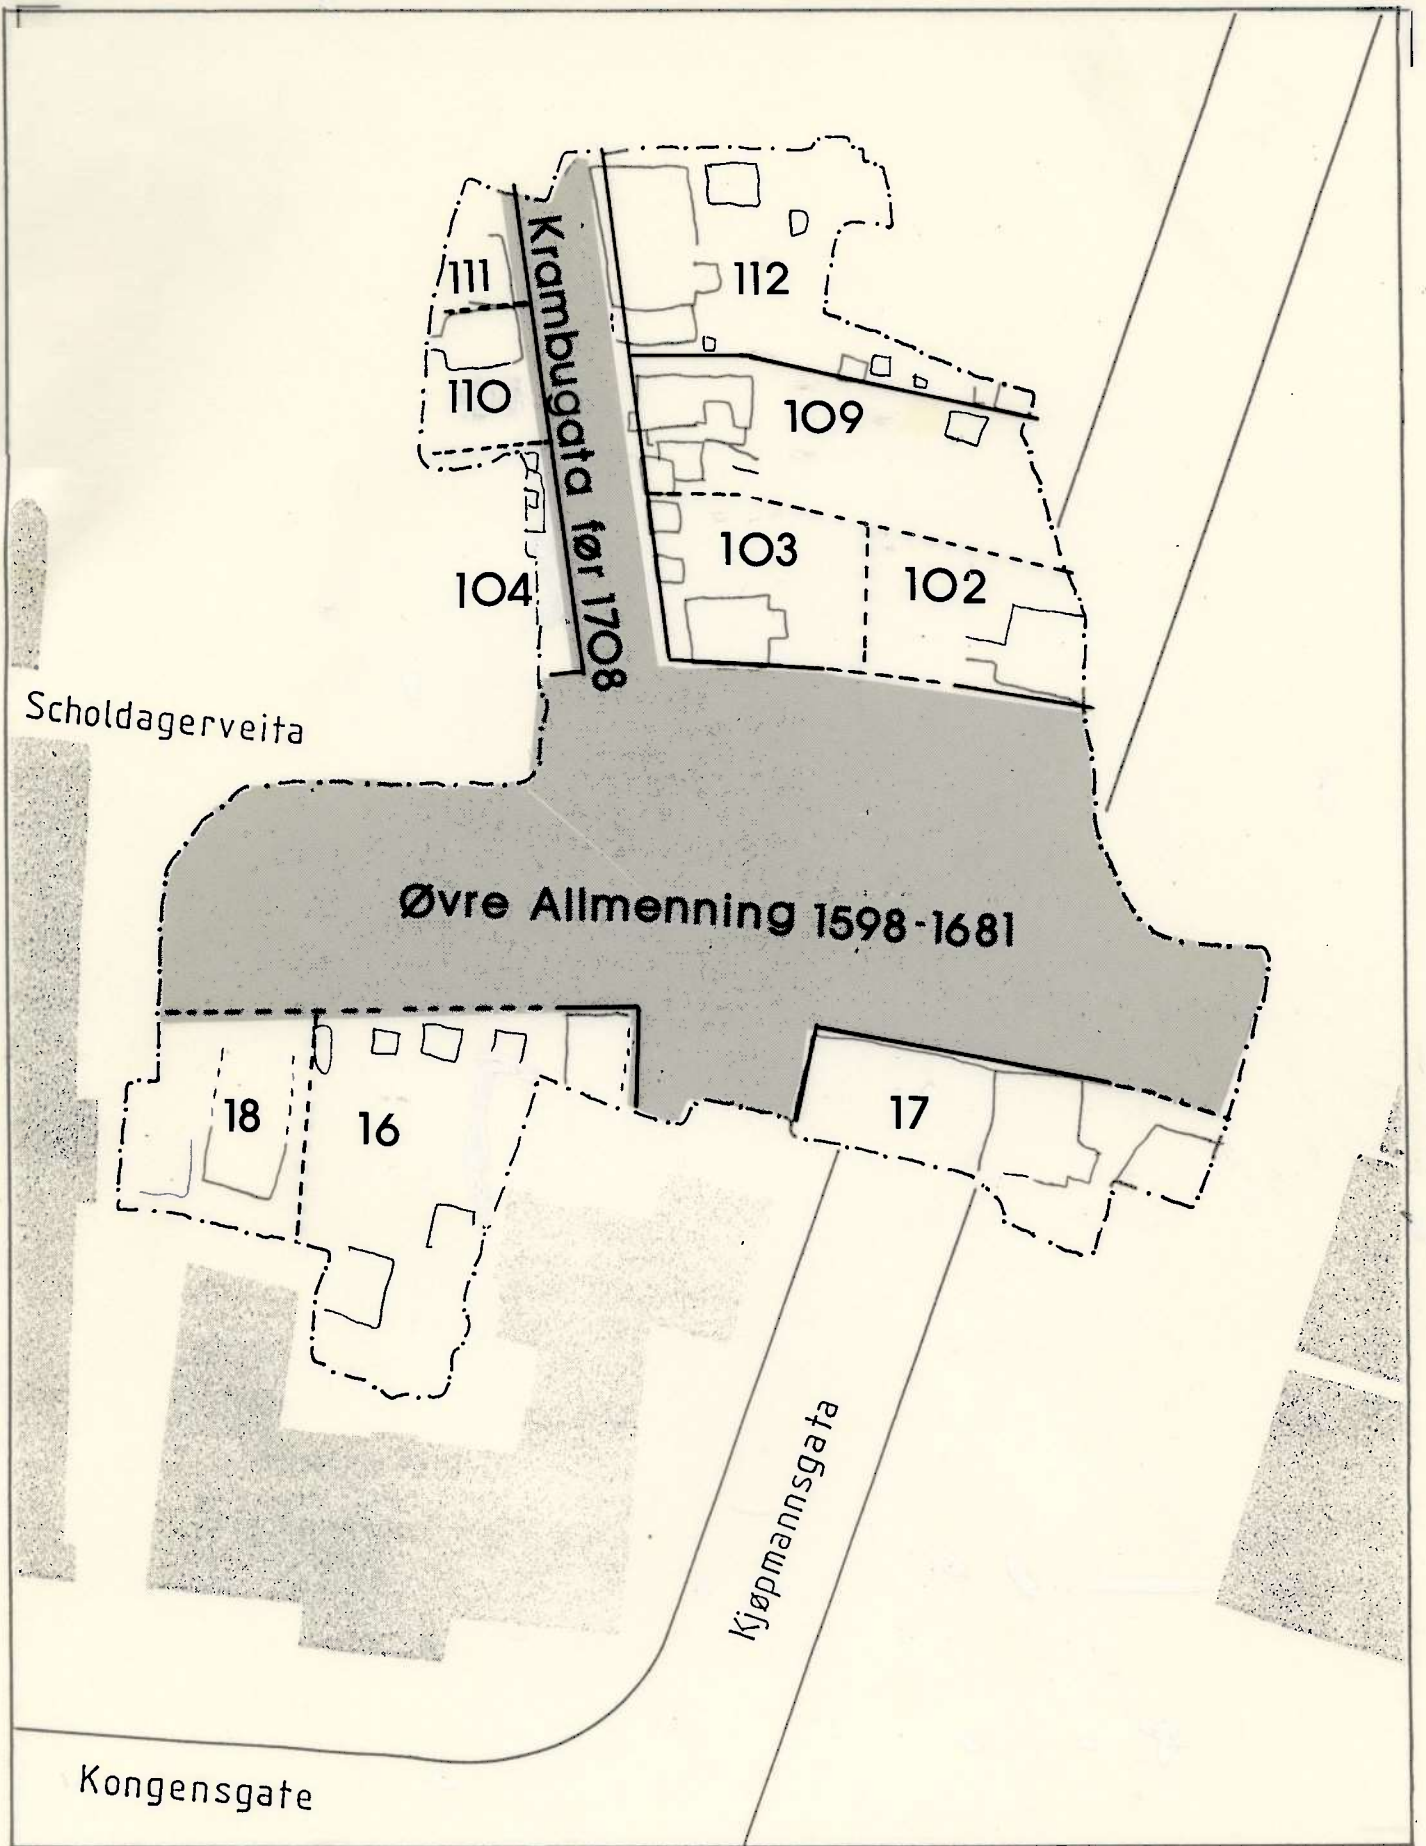 112
111
Krambugata før 1708
110
109
103
102
104
Scholdagerveita
Øvre Allmenning 1598-1681
18
16
17
Kjøpmannsgata
Kongensgate